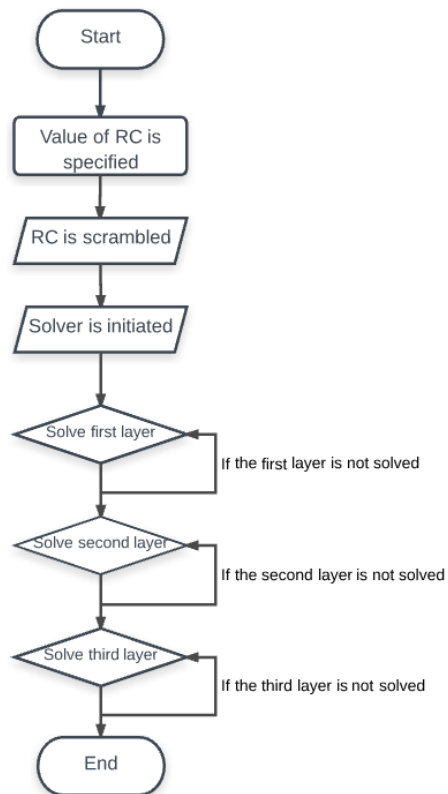 Start
Value of RC is
specified
RC is scrambled
Solver is initiated
Solve first layer
If the first layer is not solved
Solve second layer
If the second layer is not solved
Solve third layer
If the third layer is not solved
End